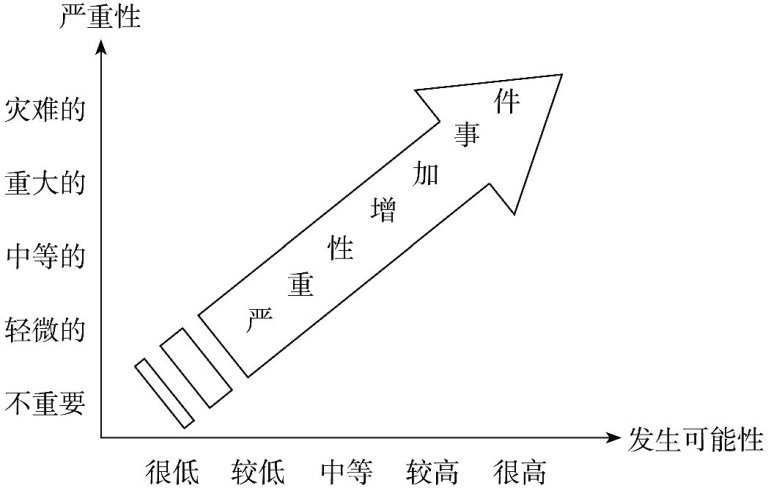 严重性
灾难的
重大的
中等的
轻微的
不重要
严重性增加事件
发生可能性
很低 较低 中等 较高 很高